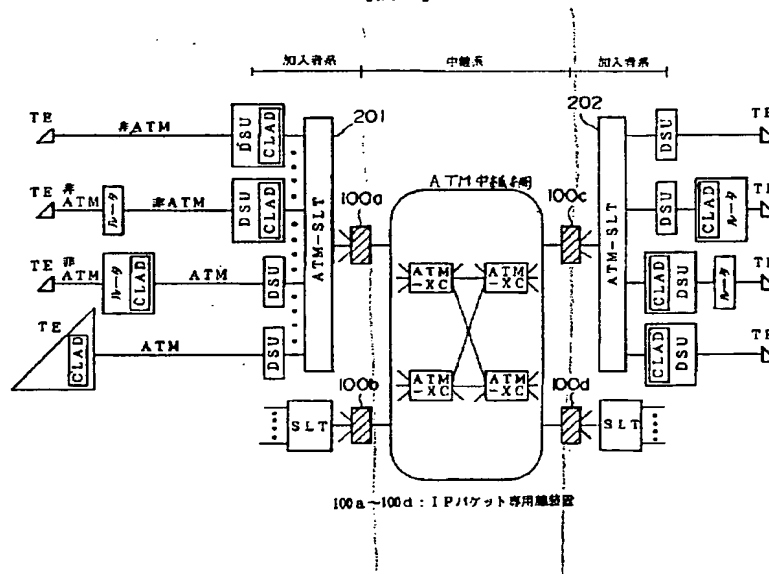 加入者系
中継系
加入者系
TE
非ATM
DSU
CLAD
201
ATM-SLT
TE
非
ATM
ルータ
非ATM
DSU
CLAD
100a
TE
非
ATM
ルータ
CLAD
ATM
DSU
TE
CLAD
ATM
DSU
100b
SLT
ATM中継網
ATM
-XC
ATM
-XC
ATM
-XC
ATM
-XC
100c
100d
SLT
202
ATM-SLT
DSU
TE
DSU
CLAD
ルータ
TE
CLAD
DSU
ルータ
TE
CLAD
DSU
TE
100a～100d：IPパケット専用
装置